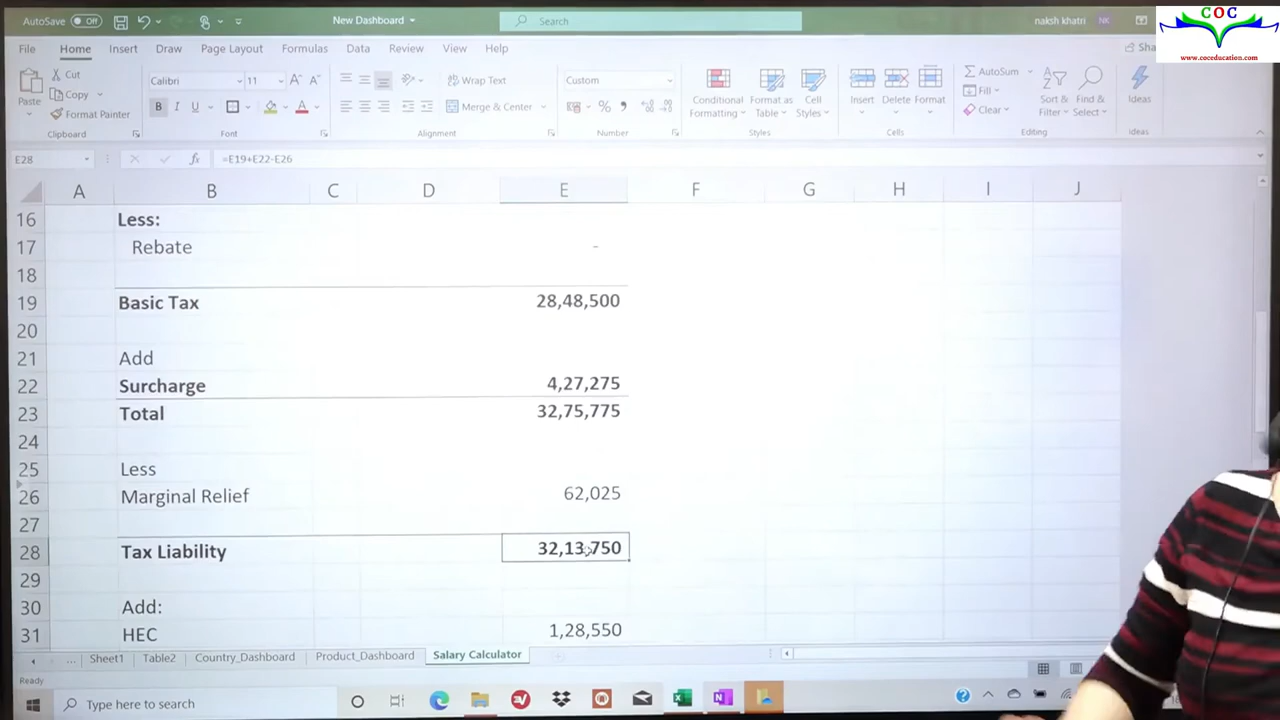 AutoSave Off
New Dashboard
Search
naksh khatri
NK
COC
www.coceducation.com
File Home Insert Draw Page Layout Formulas Data Review View Help
Sha
Paste
Cut
Copy
Format Painter
Clipboard
Calibri 11
B I U
Font
Wrap Text
Merge & Center
Alignment
Custom
%
Number
Conditional Formatting
Format as Table
Cell Styles
Styles
Insert
Delete
Format
Cells
AutoSum
Fill
Clear
Sort & Filter
Find & Select
Editing
Ideas
Ideas
E28 fx =E19+E22-E26
A B C D E F G H I J
16 Less:
17 Rebate -
18
19 Basic Tax 28,48,500
20
21 Add
22 Surcharge 4,27,275
23 Total 32,75,775
24
25 Less
26 Marginal Relief 62,025
27
28 Tax Liability 32,13,750
29
30 Add:
31 HEC 1,28,550
... Sheet1 Table2 Country_Dashboard Product_Dashboard Salary Calculator
Ready
Type here to search